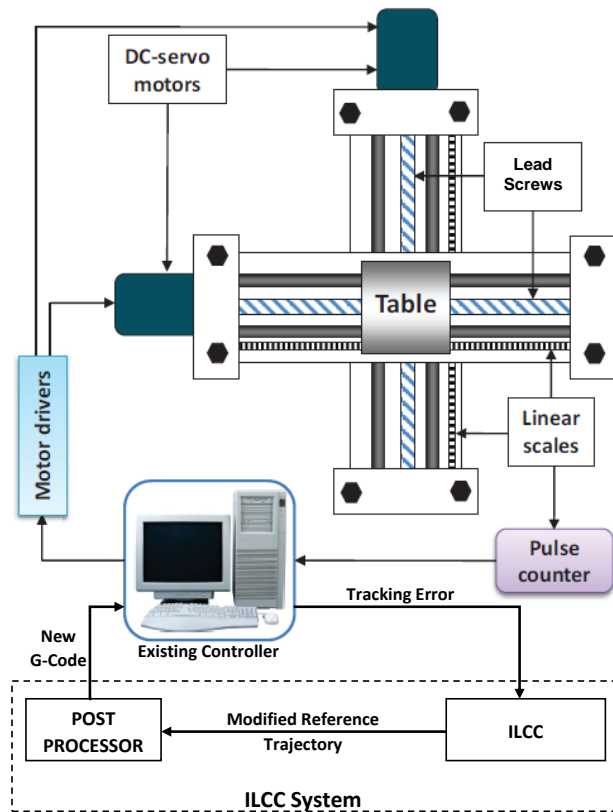 DC-servo
motors
Lead
Screws
Table
Motor drivers
Linear
scales
Pulse
counter
Tracking Error
New
G-Code
Existing Controller
POST
PROCESSOR
Modified Reference
Trajectory
ILCC
ILCC System